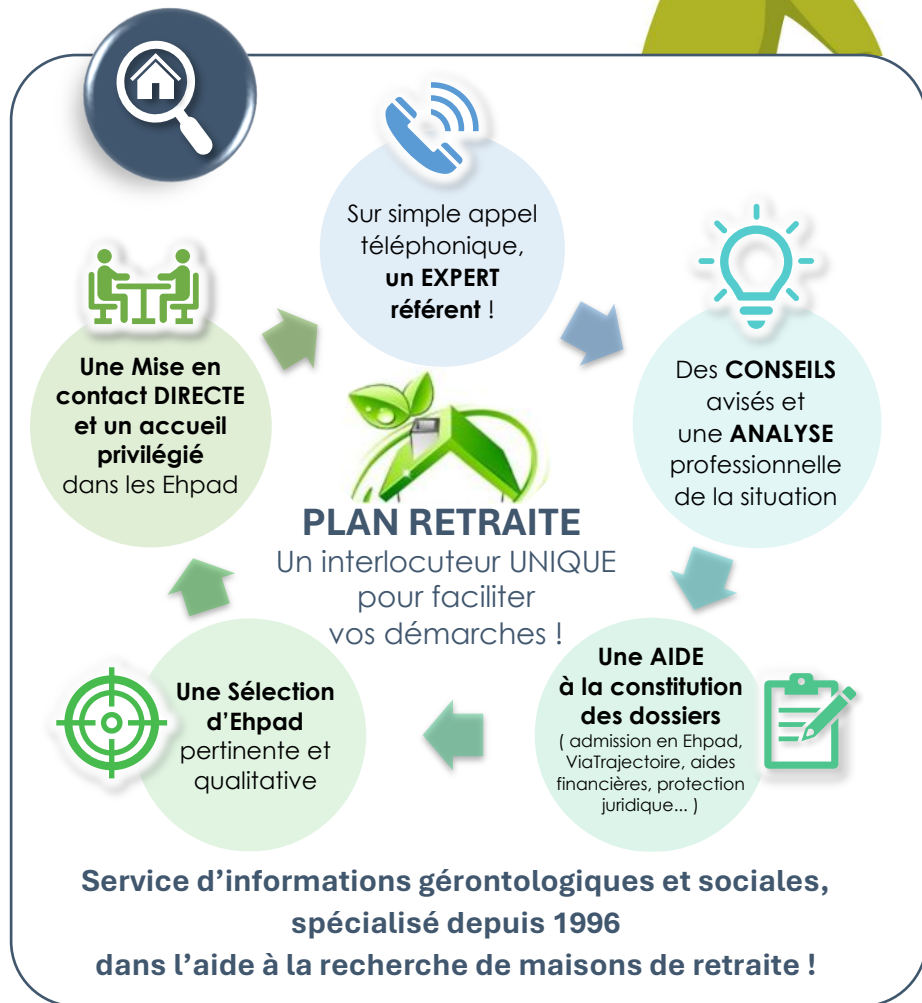 Sur simple appel
téléphonique,
un EXPERT
référent !
Des CONSEILS
avisés et
une ANALYSE
professionnelle
de la situation
Une AIDE
à la constitution
des dossiers
( admission en Ehpad,
ViaTrajectoire, aides
financières, protection
juridique... )
Une Sélection
d’Ehpad
pertinente et
qualitative
Une Mise en
contact DIRECTE
et un accueil
privilégié
dans les Ehpad
PLAN RETRAITE
Un interlocuteur UNIQUE
pour faciliter
vos démarches !
Service d’informations gérontologiques et sociales,
spécialisé depuis 1996
dans l’aide à la recherche de maisons de retraite !